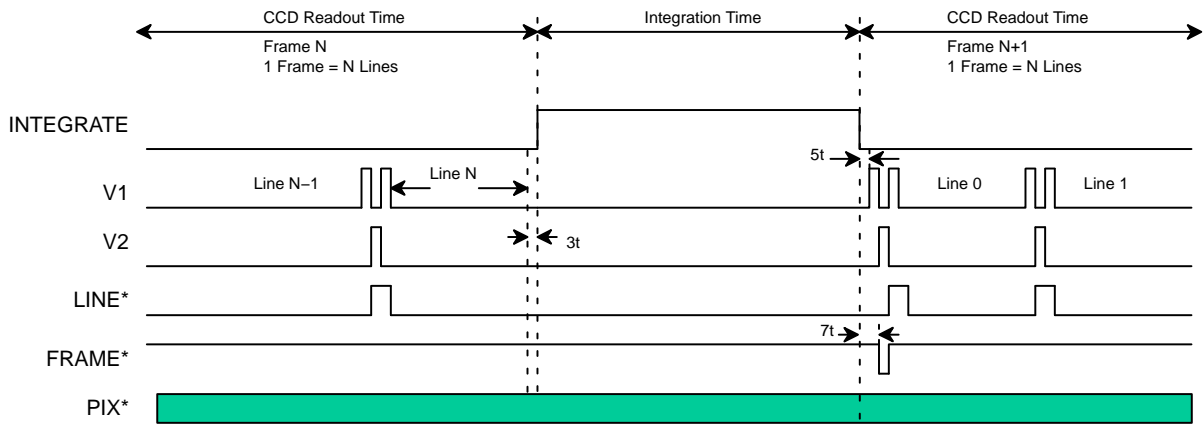 CCD Readout Time
Integration Time
CCD Readout Time
Frame N
1 Frame = N Lines
Frame N+1
1 Frame = N Lines
INTEGRATE
5t
V1
Line N−1
Line N
Line 0
Line 1
V2
3t
LINE*
7t
FRAME*
PIX*